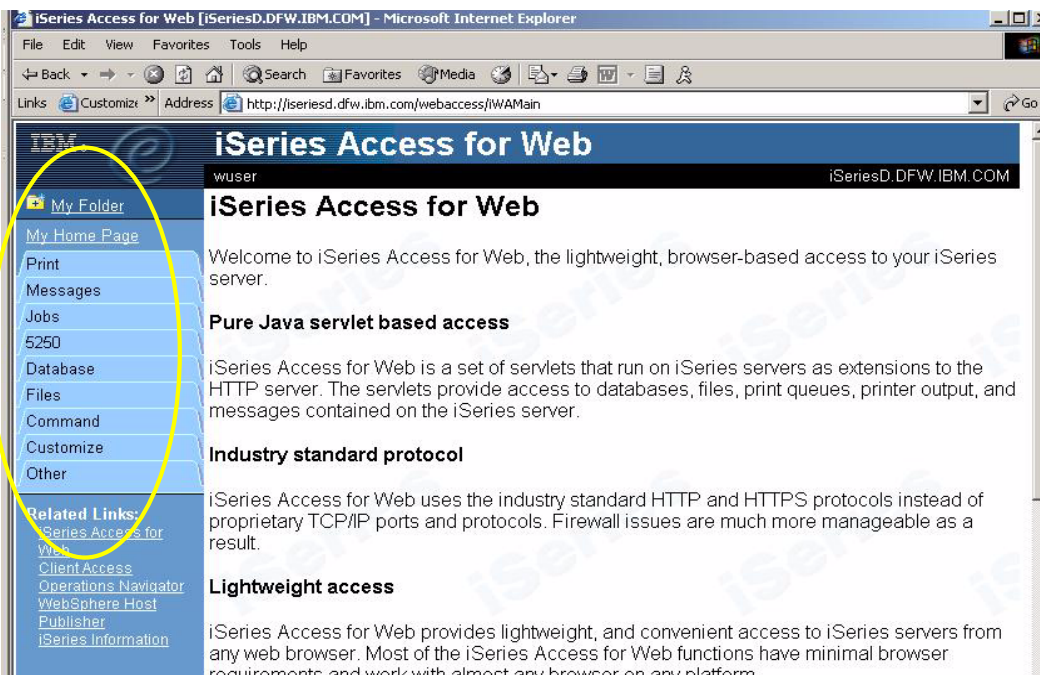 iSeries Access for Web [iSeriesD.DFW.IBM.COM] - Microsoft Internet Explorer
File Edit View Favorites Tools Help
Back Search Favorites Media
Links Customize Address http://iseriesd.dfw.ibm.com/webaccess/iWAMain Go
IBM e iSeries Access for Web
wuser iSeriesD.DFW.IBM.COM
My Folder
My Home Page
Print
Messages
Jobs
5250
Database
Files
Command
Customize
Other
Related Links:
iSeries Access for
Web
Client Access
Operations Navigator
WebSphere Host
Publisher
iSeries Information
iSeries Access for Web
Welcome to iSeries Access for Web, the lightweight, browser-based access to your iSeries
server.
Pure Java servlet based access
iSeries Access for Web is a set of servlets that run on iSeries servers as extensions to the
HTTP server. The servlets provide access to databases, files, print queues, printer output, and
messages contained on the iSeries server.
Industry standard protocol
iSeries Access for Web uses the industry standard HTTP and HTTPS protocols instead of
proprietary TCP/IP ports and protocols. Firewall issues are much more manageable as a
result.
Lightweight access
iSeries Access for Web provides lightweight, and convenient access to iSeries servers from
any web browser. Most of the iSeries Access for Web functions have minimal browser
requirements and work with almost any browser on any platform.